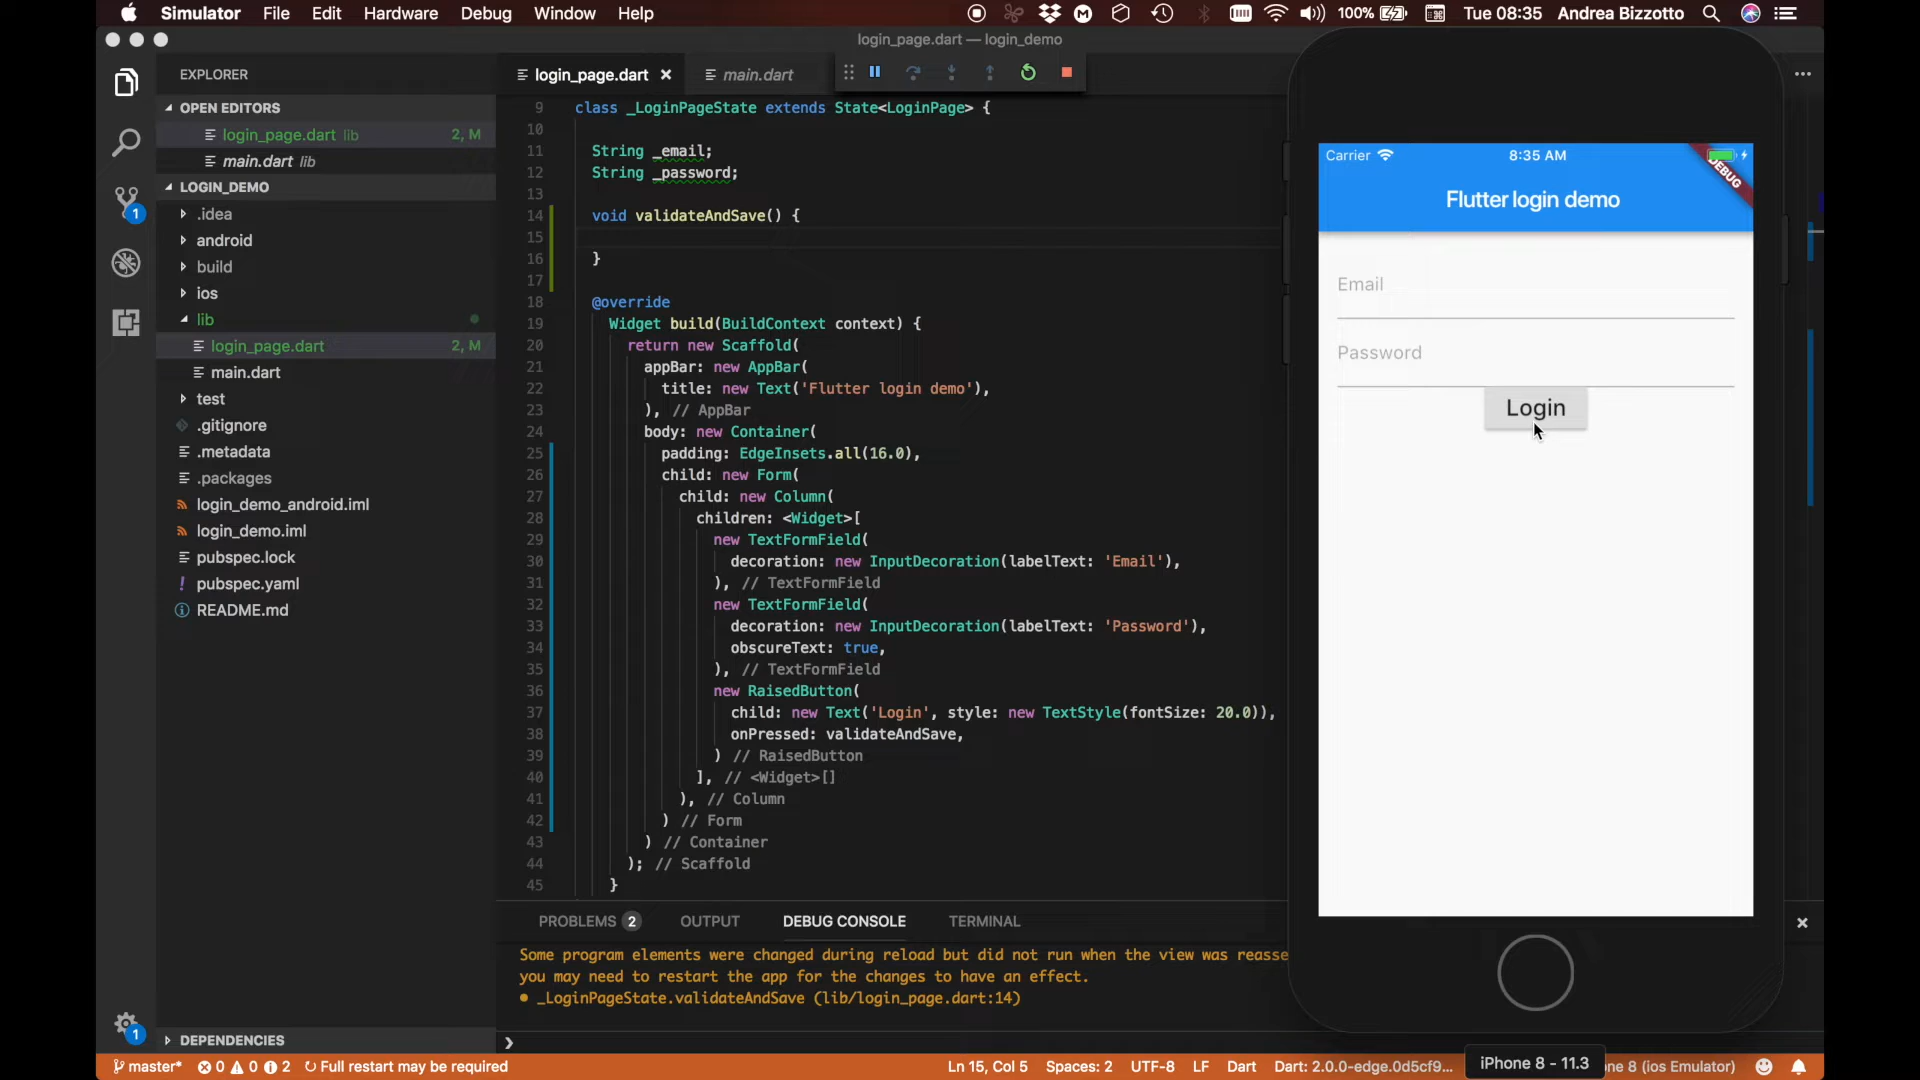 Simulator File Edit Hardware Debug Window Help
100% Tue 08:35 Andrea Bizzotto
login_page.dart — login_demo
EXPLORER
OPEN EDITORS
login_page.dart lib 2, M
main.dart lib
LOGIN_DEMO
.idea
android
build
ios
lib
login_page.dart 2, M
main.dart
test
.gitignore
.metadata
.packages
login_demo_android.iml
login_demo.iml
pubspec.lock
pubspec.yaml
README.md
DEPENDENCIES
1
1
login_page.dart main.dart
9 class _LoginPageState extends State<LoginPage> {
10
11 String _email;
12 String _password;
13
14 void validateAndSave() {
15
16 }
17
18 @override
19 Widget build(BuildContext context) {
20 return new Scaffold(
21 appBar: new AppBar(
22 title: new Text('Flutter login demo'),
23 ), // AppBar
24 body: new Container(
25 padding: EdgeInsets.all(16.0),
26 child: new Form(
27 child: new Column(
28 children: <Widget>[
29 new TextFormField(
30 decoration: new InputDecoration(labelText: 'Email'),
31 ), // TextFormField
32 new TextFormField(
33 decoration: new InputDecoration(labelText: 'Password'),
34 obscureText: true,
35 ), // TextFormField
36 new RaisedButton(
37 child: new Text('Login', style: new TextStyle(fontSize: 20.0)),
38 onPressed: validateAndSave,
39 ) // RaisedButton
40 ], // <Widget>[]
41 ), // Column
42 ) // Form
43 ) // Container
44 ); // Scaffold
45 }
PROBLEMS 2 OUTPUT DEBUG CONSOLE TERMINAL
Some program elements were changed during reload but did not run when the view was reasse
you may need to restart the app for the changes to have an effect.
• _LoginPageState.validateAndSave (lib/login_page.dart:14)
Carrier 8:35 AM
DEBUG
Flutter login demo
Email
Password
Login
master* 0 0 2 Full restart may be required
Ln 15, Col 5 Spaces: 2 UTF-8 LF Dart Dart: 2.0.0-edge.0d5cf9... iPhone 8 - 11.3 ne 8 (ios Emulator)